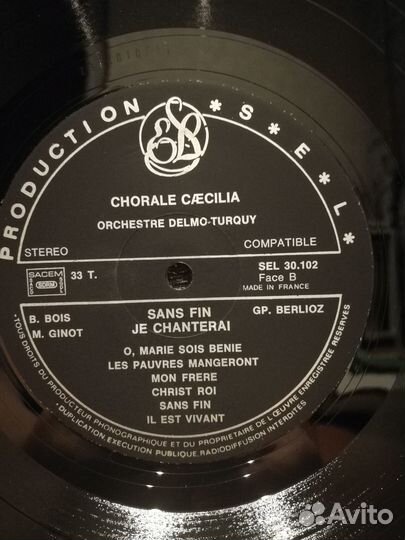 PRODUCTION * S * E * L *
SEL
CHORALE CÆCILIA
ORCHESTRE DELMO-TURQUY
STEREO
COMPATIBLE
SACEM
SDRM
33 T.
SEL 30.102
Face B
MADE IN FRANCE
B. BOIS
M. GINOT
SANS FIN
JE CHANTERAI
GP. BERLIOZ
O, MARIE SOIS BENIE
LES PAUVRES MANGERONT
MON FRERE
CHRIST ROI
SANS FIN
IL EST VIVANT
TOUS DROITS DU PRODUCTEUR PHONOGRAPHIQUE ET DU PROPRIETAIRE DE L'ŒUVRE ENREGISTREE RESERVES
DUPLICATION, EXECUTION PUBLIQUE, RADIODIFFUSION INTERDITES
Avito